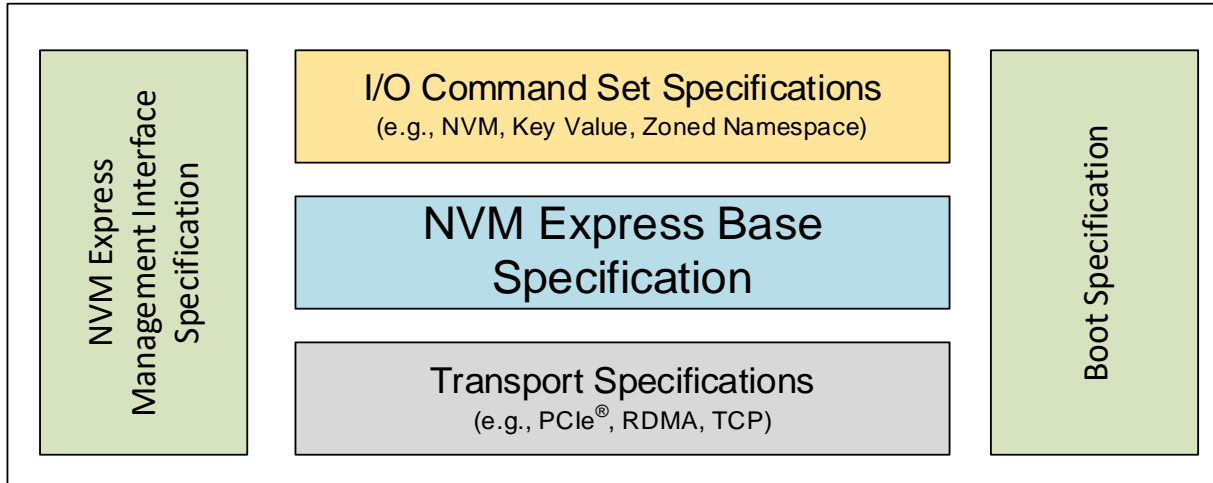 NVM Express
Management Interface
Specification
I/O Command Set Specifications
(e.g., NVM, Key Value, Zoned Namespace)
NVM Express Base
Specification
Transport Specifications
(e.g., PCIe®, RDMA, TCP)
Boot Specification